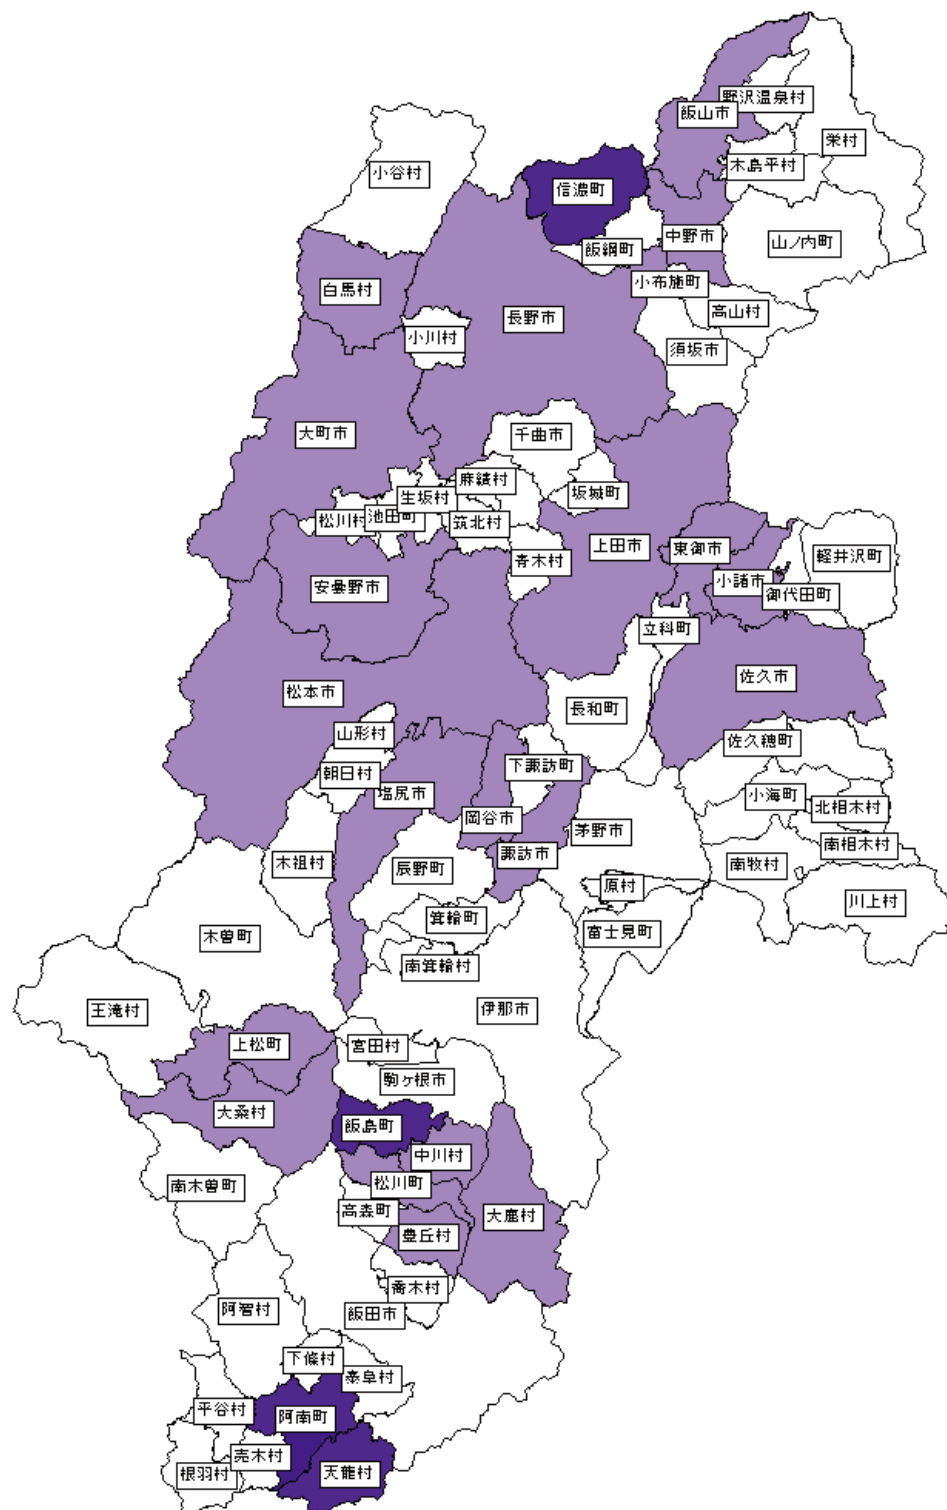 野沢温泉村
飯山市
栄村
木島平村
小谷村
信濃町
中野市
山ノ内町
飯綱町
小布施町
白馬村
高山村
長野市
小川村
須坂市
大町市
千曲市
麻績村
坂城町
生坂村
池田町
松川村
筑北村
上田市
東御市
軽井沢町
青木村
小諸市
安曇野市
御代田町
立科町
佐久市
松本市
長和町
山形村
佐久穂町
下諏訪町
朝日村
塩尻市
小海町
北相木村
岡谷市
茅野市
南相木村
諏訪市
木祖村
辰野町
南牧村
原村
川上村
箕輪町
富士見町
木曽町
南箕輪村
王滝村
伊那市
上松町
宮田村
駒ヶ根市
大桑村
飯島町
中川村
松川町
南木曽町
高森町
大鹿村
豊丘村
喬木村
阿智村
飯田市
下條村
泰阜村
平谷村
阿南町
売木村
根羽村
天龍村